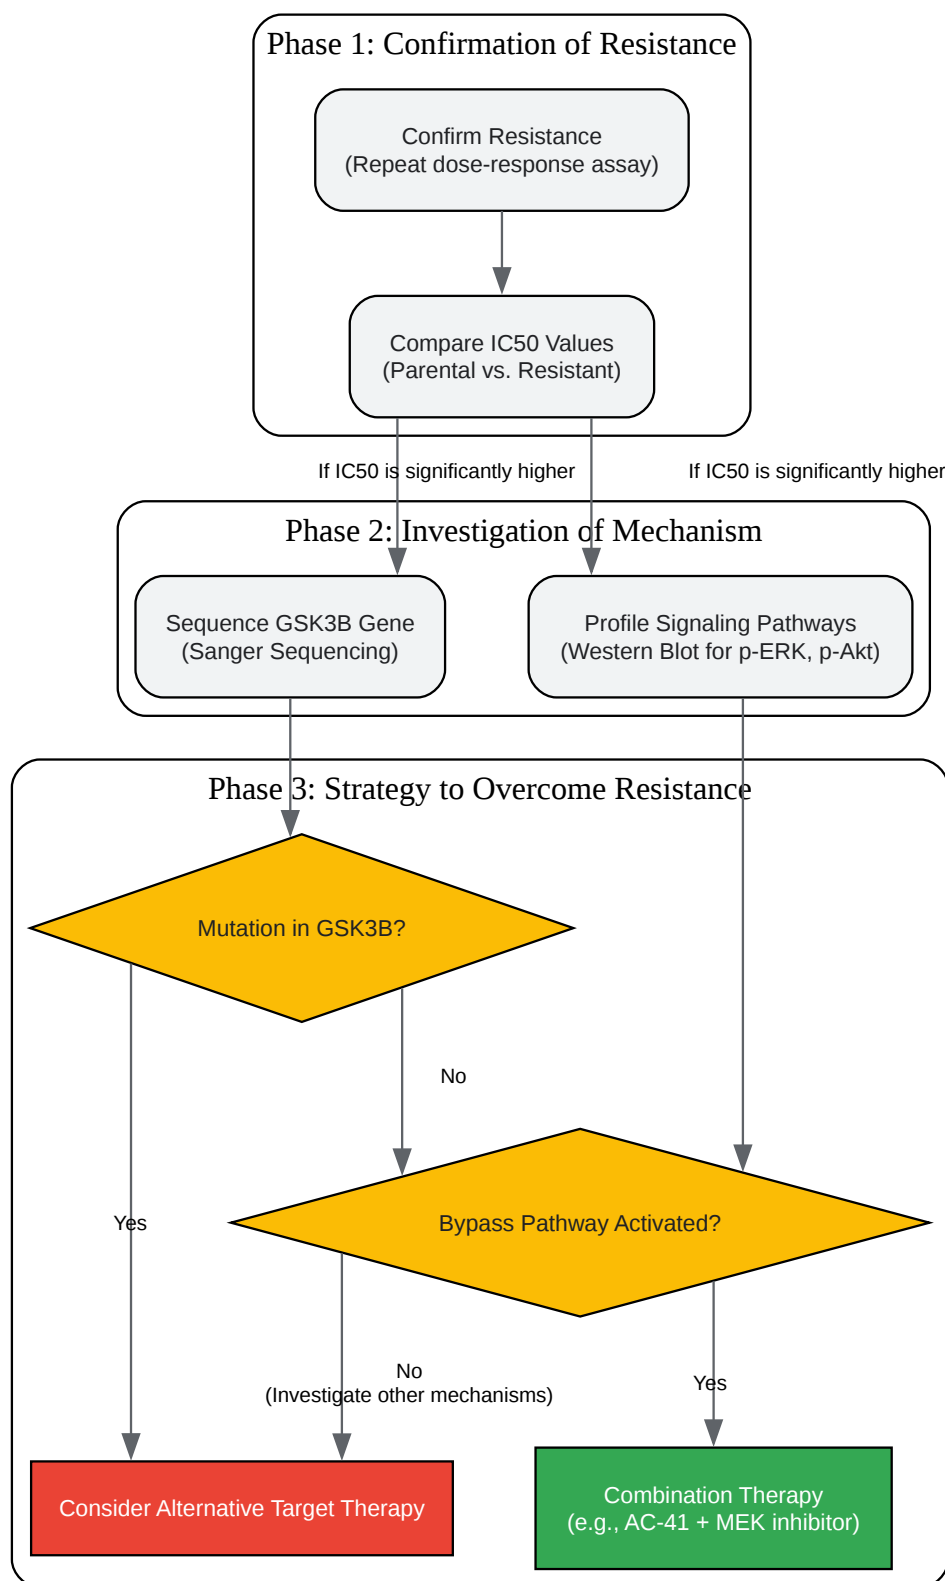 Phase 1: Confirmation of Resistance
Confirm Resistance
(Repeat dose-response assay)
Compare IC50 Values
(Parental vs. Resistant)
If IC50 is significantly higher
If IC50 is significantly higher
Phase 2: Investigation of Mechanism
Sequence GSK3B Gene
(Sanger Sequencing)
Profile Signaling Pathways
(Western Blot for p-ERK, p-Akt)
Phase 3: Strategy to Overcome Resistance
Mutation in GSK3B?
No
Yes
Bypass Pathway Activated?
No
(Investigate other mechanisms)
Yes
Consider Alternative Target Therapy
Combination Therapy
(e.g., AC-41 + MEK inhibitor)